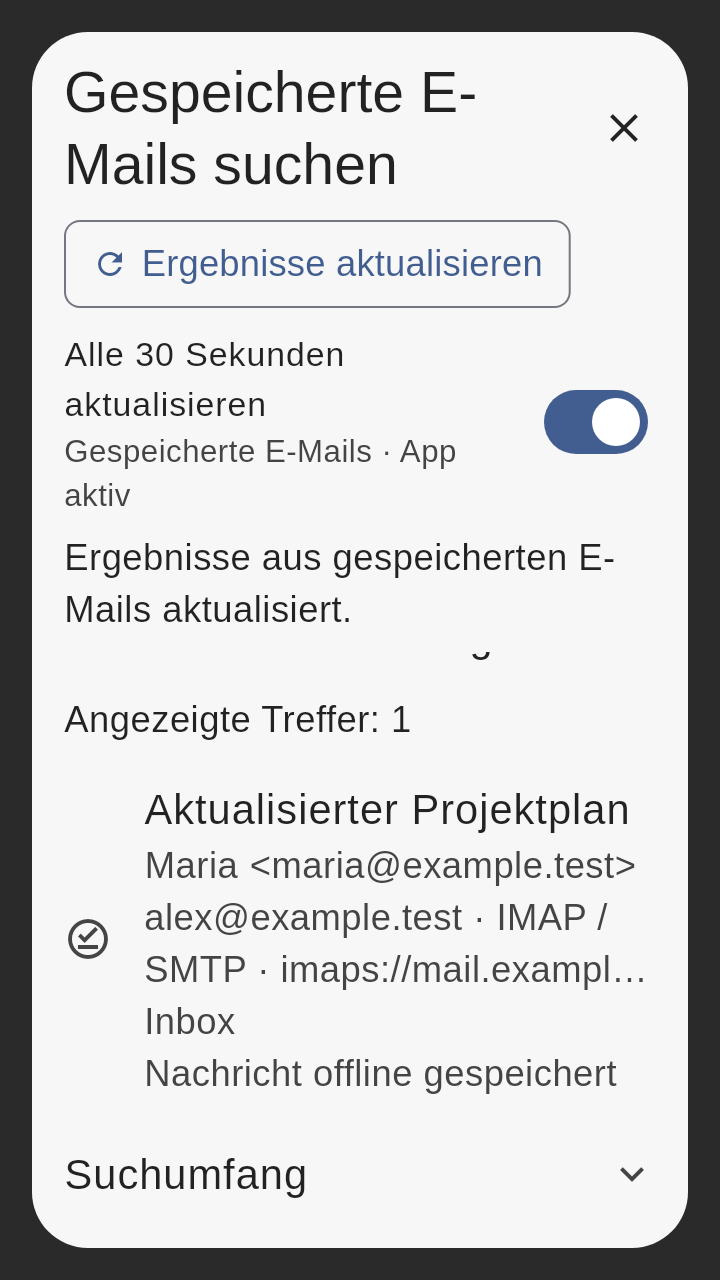 Gespeicherte E-
Mails suchen
Ergebnisse aktualisieren
Alle 30 Sekunden
aktualisieren
Gespeicherte E-Mails · App
aktiv
Ergebnisse aus gespeicherten E-
Mails aktualisiert.
Angezeigte Treffer: 1
Aktualisierter Projektplan
Maria <maria@example.test>
alex@example.test · IMAP /
SMTP · imaps://mail.exampl…
Inbox
Nachricht offline gespeichert
Suchumfang